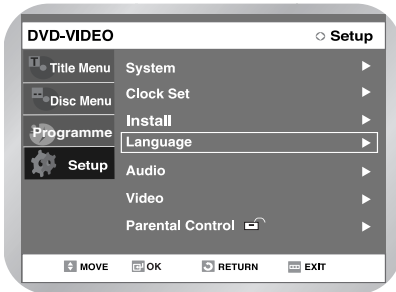 DVD-VIDEO
Setup
Title Menu
Disc Menu
Programme
Setup
System
Clock Set
Install
Language
Audio
Video
Parental Control
MOVE OK RETURN EXIT